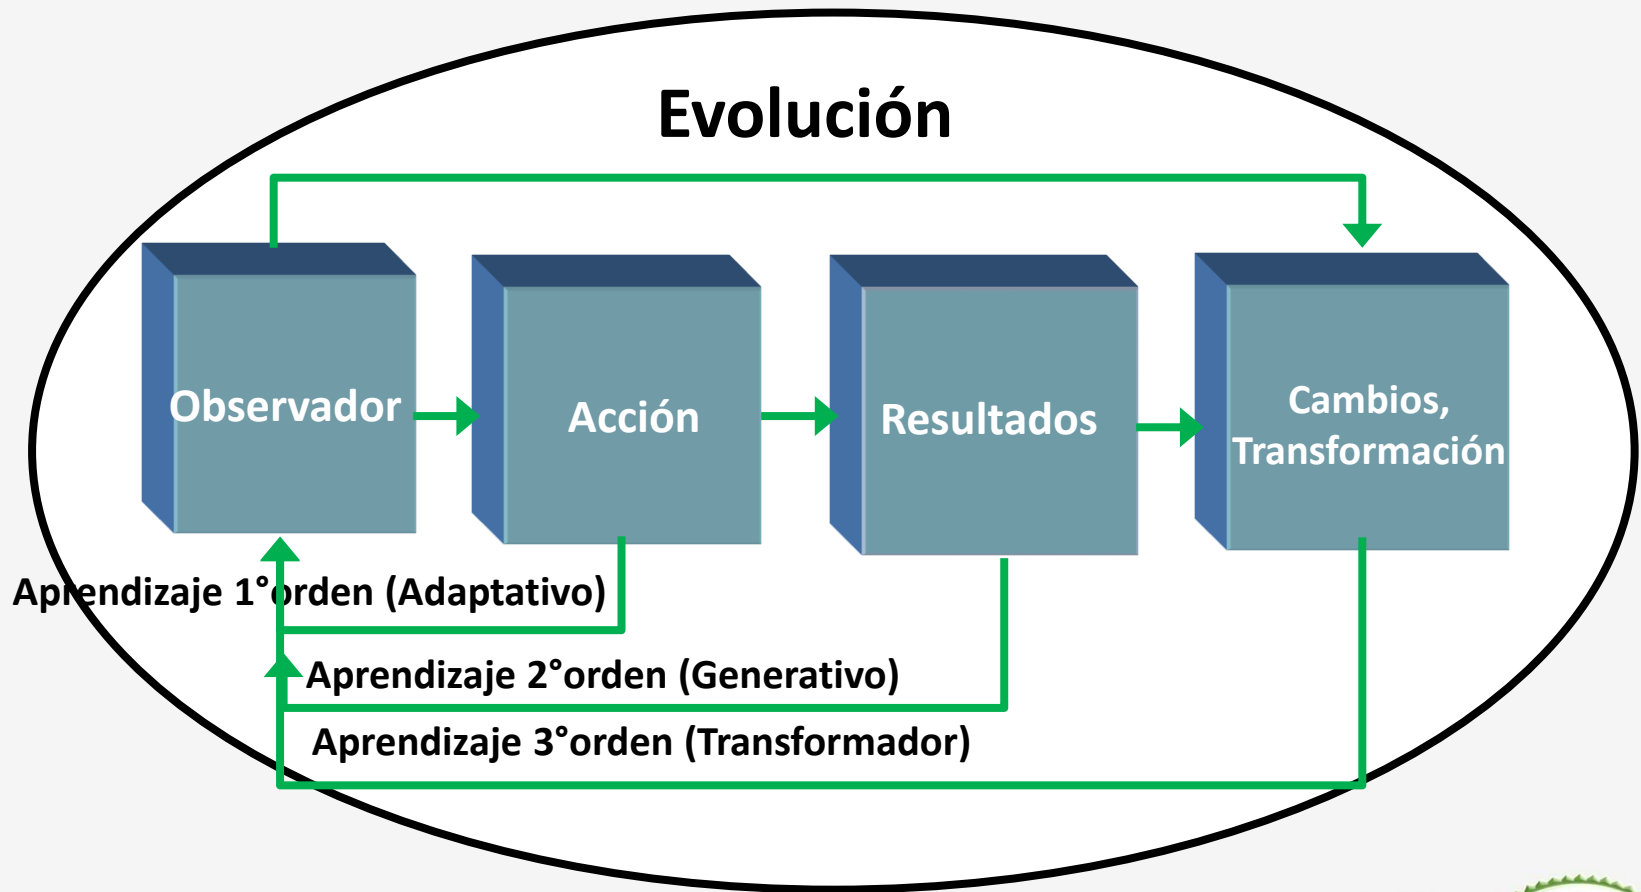 Evolución
Observador
Acción
Resultados
Cambios,
Transformación
Aprendizaje 1°orden (Adaptativo)
Aprendizaje 2°orden (Generativo)
Aprendizaje 3°orden (Transformador)